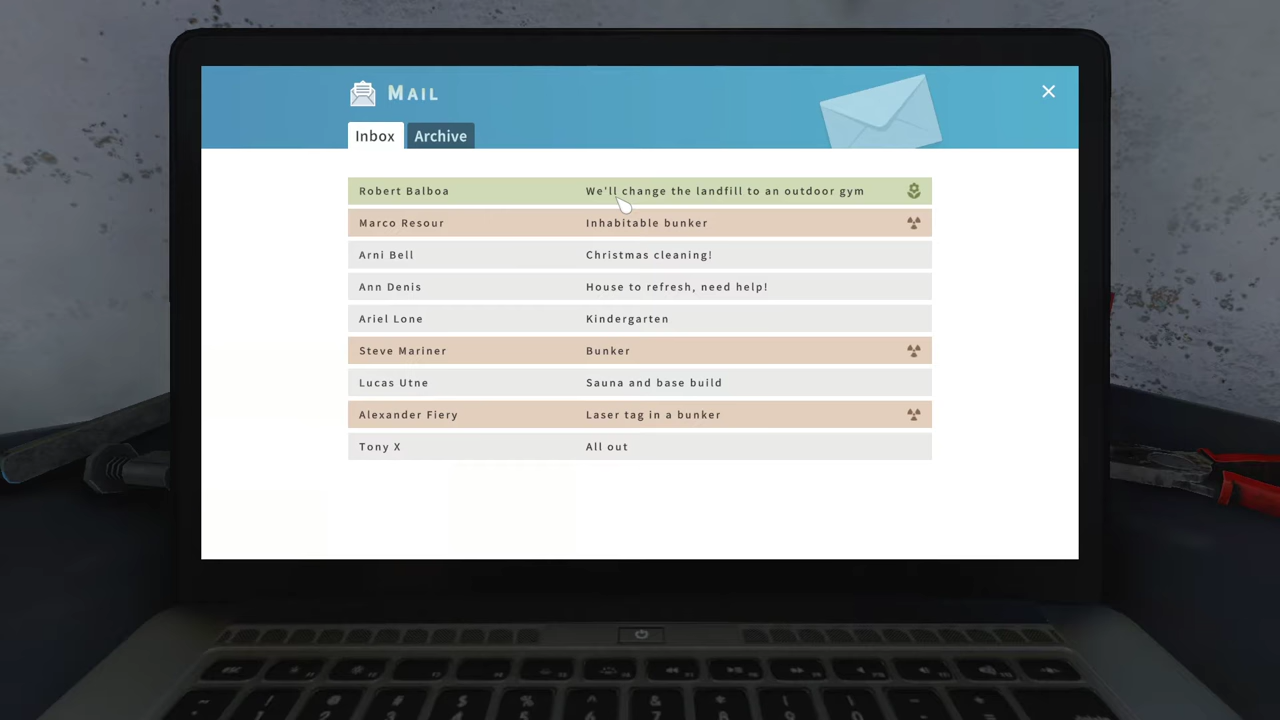 MAIL
Inbox Archive
Robert Balboa We'll change the landfill to an outdoor gym
Marco Resour Inhabitable bunker
Arni Bell Christmas cleaning!
Ann Denis House to refresh, need help!
Ariel Lone Kindergarten
Steve Mariner Bunker
Lucas Utne Sauna and base build
Alexander Fiery Laser tag in a bunker
Tony X All out